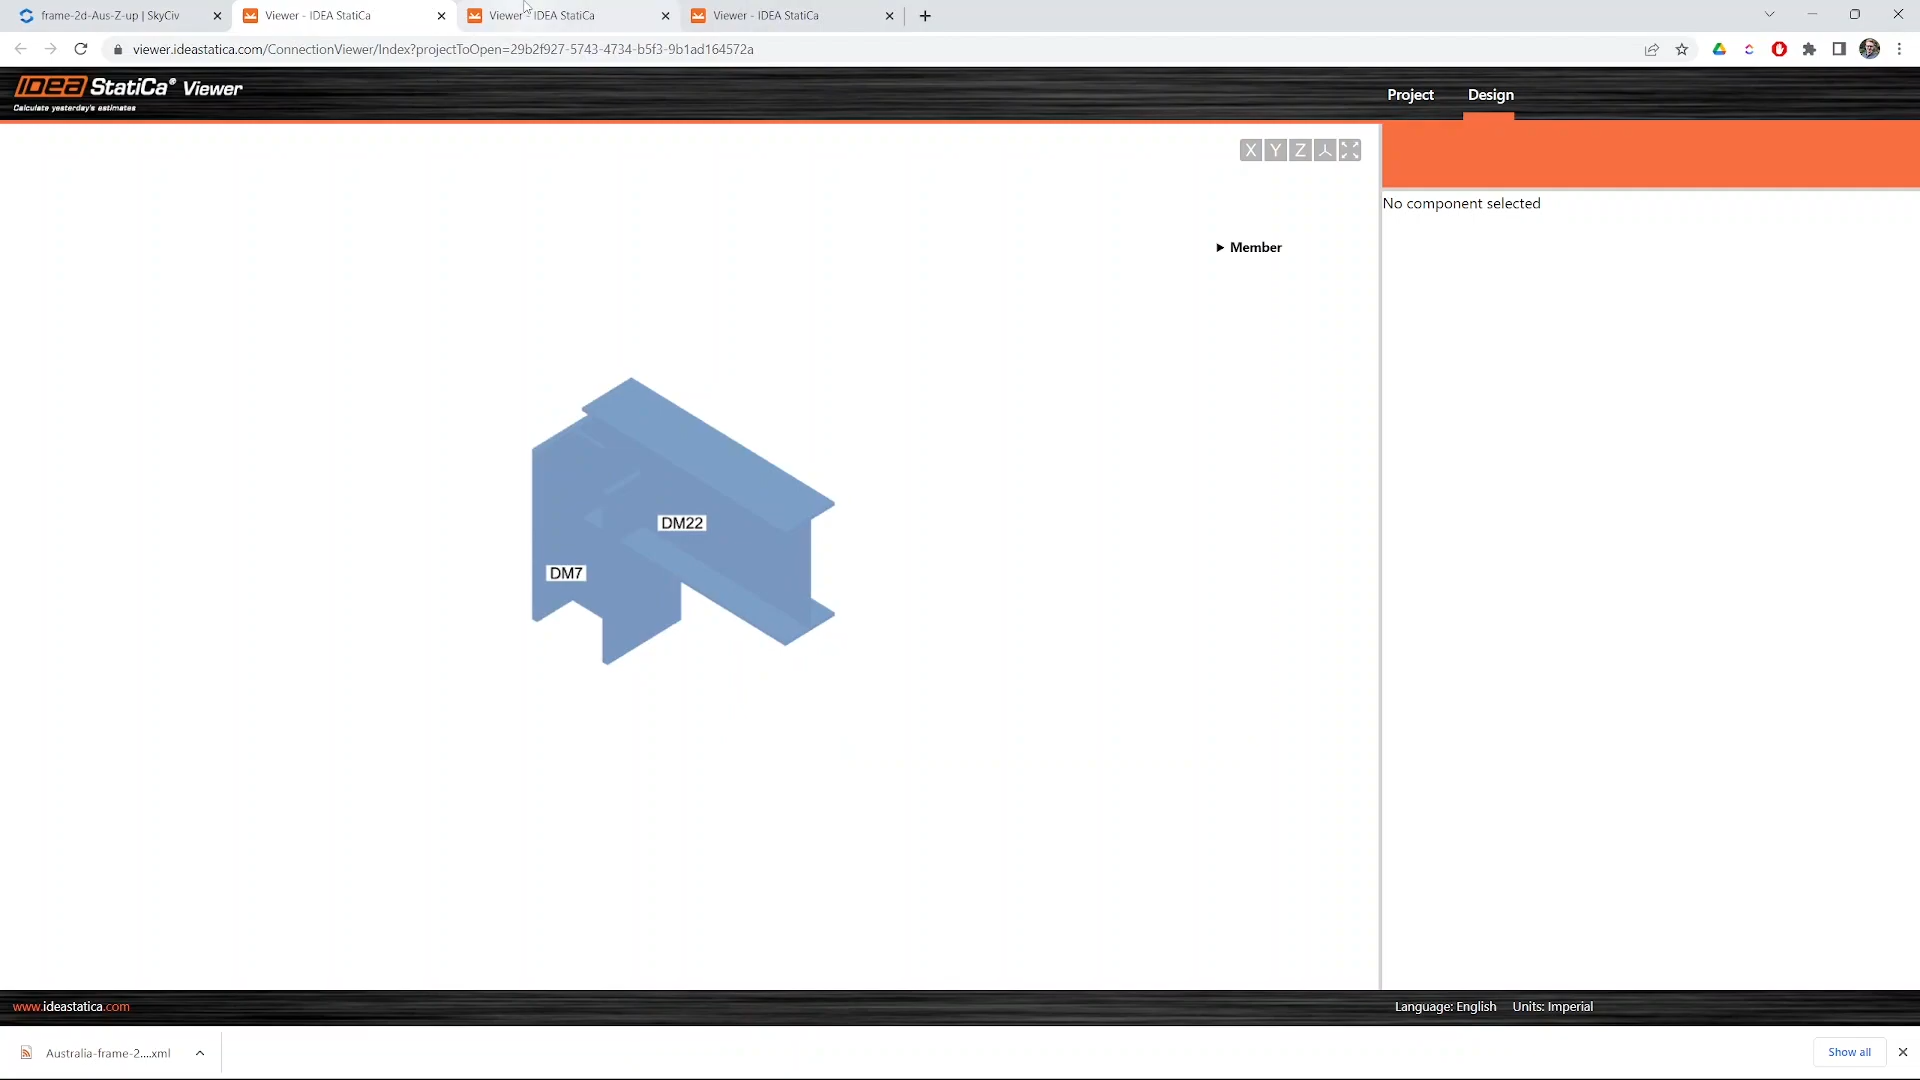 frame-2d-Aus-Z-up | SkyCiv
Viewer - IDEA StatiCa
Viewer - IDEA StatiCa
Viewer - IDEA StatiCa
viewer.ideastatica.com/ConnectionViewer/Index?projectToOpen=29b2f927-5743-4734-b5f3-9b1ad164572a
IDEA StatiCa® Viewer
Calculate yesterday's estimates
Project
Design
X Y Z
No component selected
Member
DM22
DM7
www.ideastatica.com
Language: English
Units: Imperial
Australia-frame-2....xml
Show all